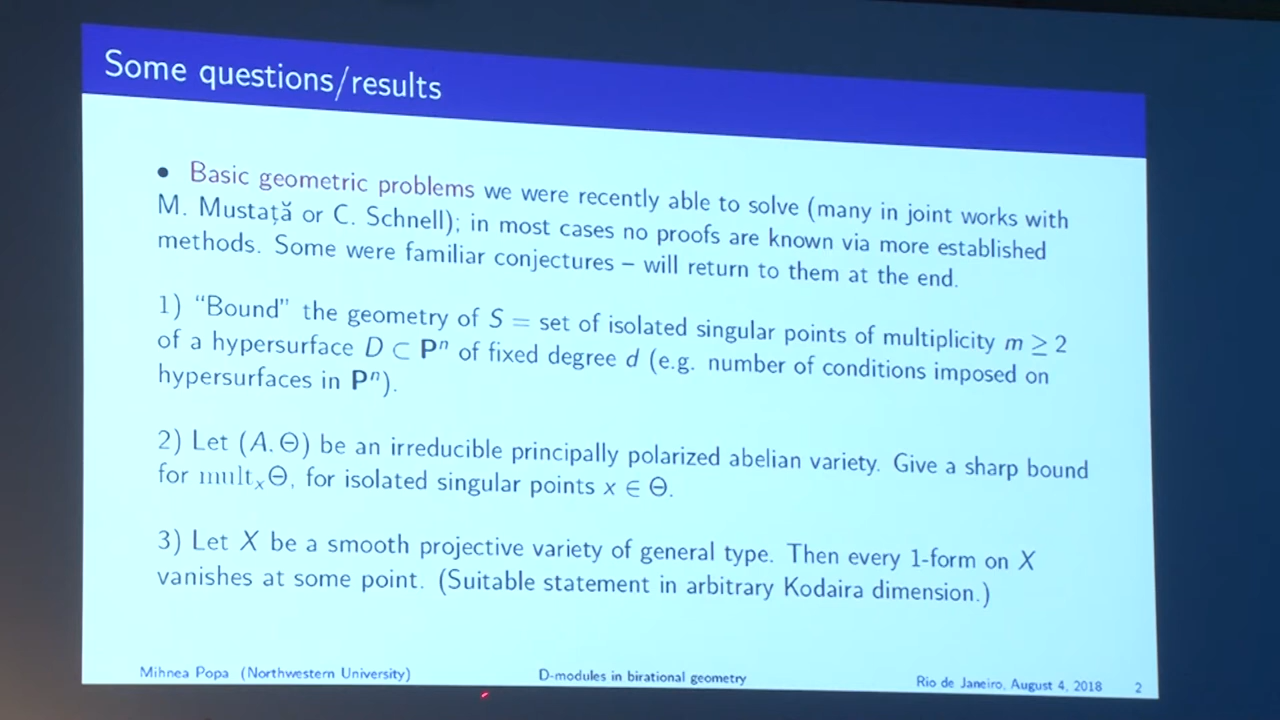 Some questions/results
• Basic geometric problems we were recently able to solve (many in joint works with
M. Mustață or C. Schnell); in most cases no proofs are known via more established
methods. Some were familiar conjectures – will return to them at the end.
1) “Bound” the geometry of S = set of isolated singular points of multiplicity m ≥ 2
of a hypersurface D ⊂ Pⁿ of fixed degree d (e.g. number of conditions imposed on
hypersurfaces in Pⁿ).
2) Let (A, Θ) be an irreducible principally polarized abelian variety. Give a sharp bound
for multₓΘ, for isolated singular points x ∈ Θ.
3) Let X be a smooth projective variety of general type. Then every 1-form on X
vanishes at some point. (Suitable statement in arbitrary Kodaira dimension.)
Mihnea Popa (Northwestern University) D-modules in birational geometry Rio de Janeiro, August 4, 2018 2